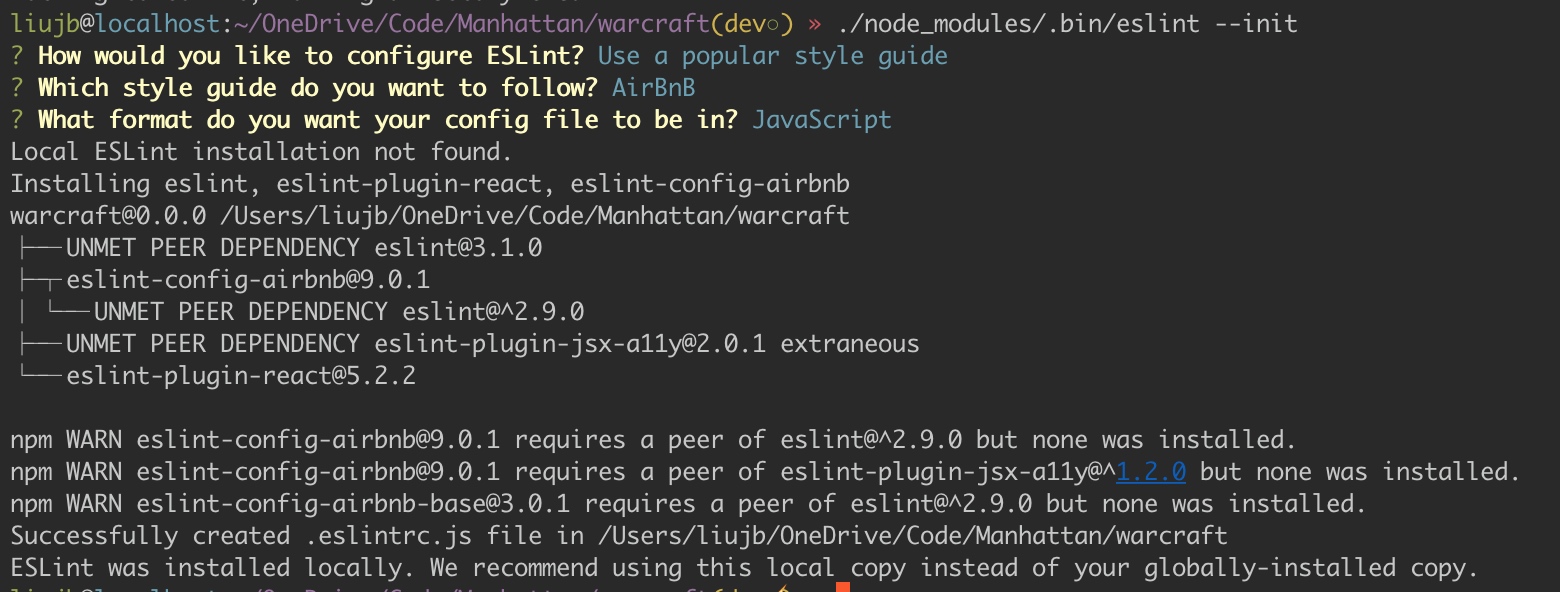 liujb@localhost:~/OneDrive/Code/Manhattan/warcraft(dev○) » ./node_modules/.bin/eslint --init
? How would you like to configure ESLint? Use a popular style guide
? Which style guide do you want to follow? AirBnB
? What format do you want your config file to be in? JavaScript
Local ESLint installation not found.
Installing eslint, eslint-plugin-react, eslint-config-airbnb
warcraft@0.0.0 /Users/liujb/OneDrive/Code/Manhattan/warcraft
├── UNMET PEER DEPENDENCY eslint@3.1.0
├─┬ eslint-config-airbnb@9.0.1
│ └── UNMET PEER DEPENDENCY eslint@^2.9.0
├── UNMET PEER DEPENDENCY eslint-plugin-jsx-a11y@2.0.1 extraneous
└── eslint-plugin-react@5.2.2
npm WARN eslint-config-airbnb@9.0.1 requires a peer of eslint@^2.9.0 but none was installed.
npm WARN eslint-config-airbnb@9.0.1 requires a peer of eslint-plugin-jsx-a11y@^1.2.0 but none was installed.
npm WARN eslint-config-airbnb-base@3.0.1 requires a peer of eslint@^2.9.0 but none was installed.
Successfully created .eslintrc.js file in /Users/liujb/OneDrive/Code/Manhattan/warcraft
ESLint was installed locally. We recommend using this local copy instead of your globally-installed copy.